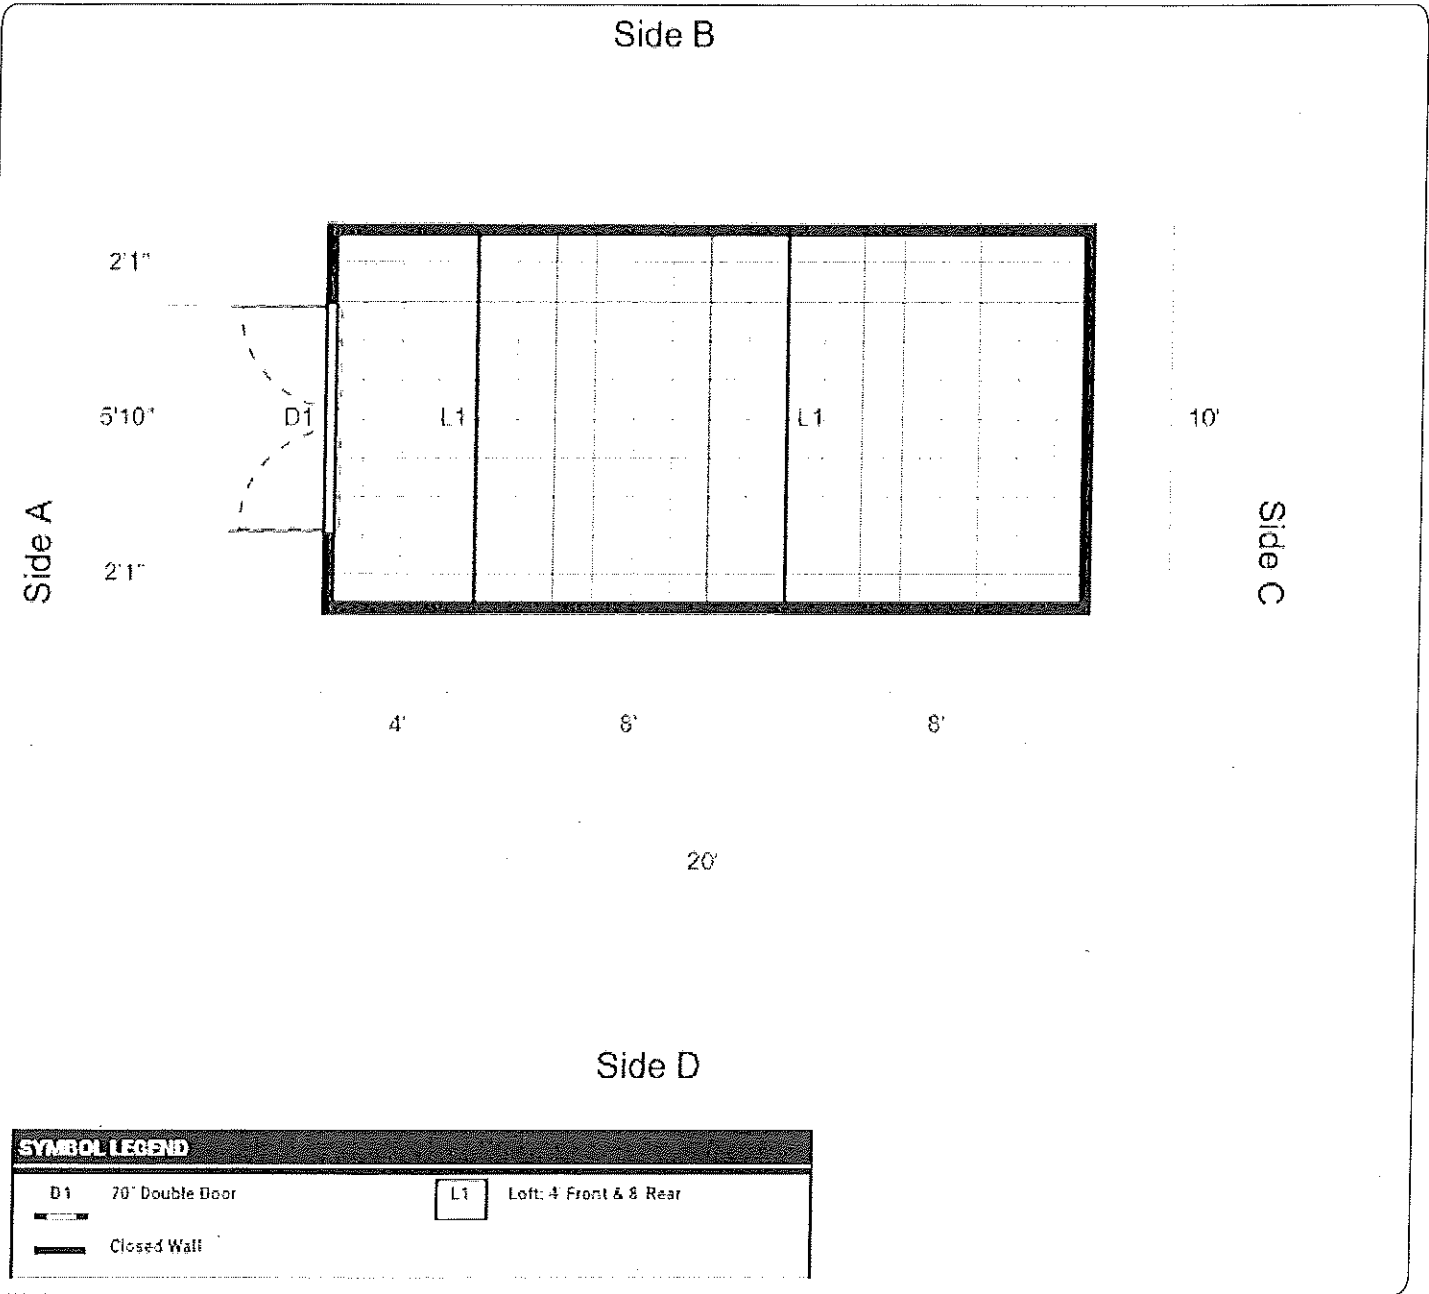 Side B
2'1"
5'10"
D1
L1
L1
10'
Side A
Side C
2'1"
4'
8'
8'
20'
Side D
SYMBOL LEGEND
D1
70" Double Door
L1
Loft: 4' Front & 8' Rear
Closed Wall